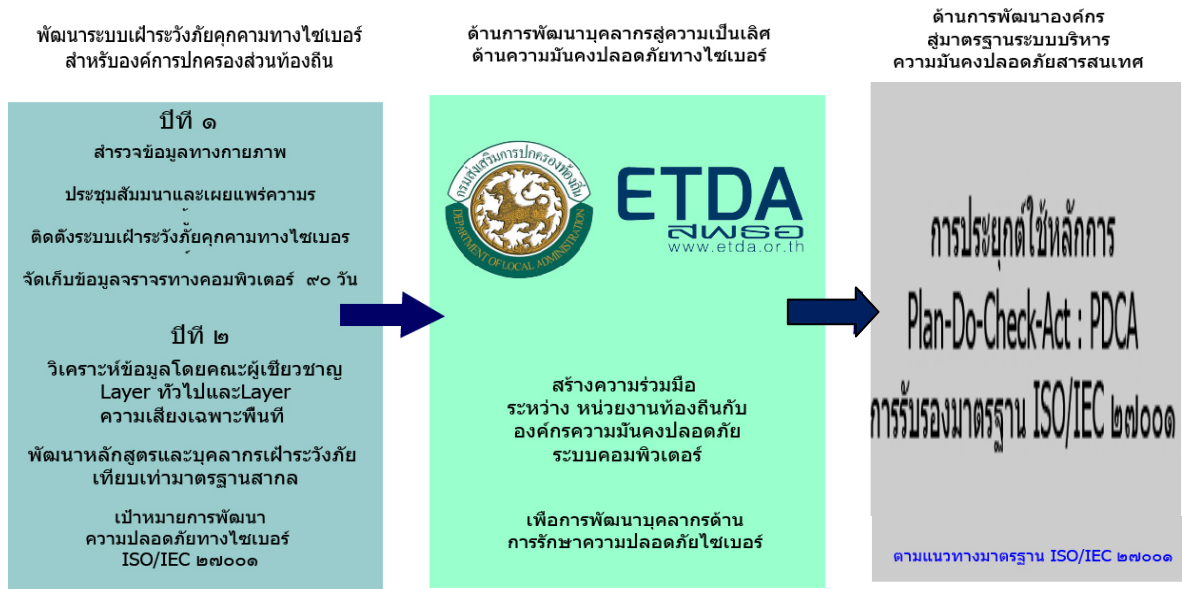 พัฒนาระบบเฝ้าระวังภัยคุกคามทางไซเบอร์
สำหรับองค์การปกครองส่วนท้องถิ่น
ปีที่ ๑
สำรวจข้อมูลทางกายภาพ
ประชุมสัมมนาและเผยแพร่ความร
ติดตั้งระบบเฝ้าระวังภัยคุกคามทางไซเบอร
จัดเก็บข้อมูลจราจรทางคอมพิวเตอร์ ๙๐ วัน
ปีที่ ๒
วิเคราะห์ข้อมูลโดยคณะผู้เชี่ยวชาญ
Layer ทั่วไปและLayer
ความเสี่ยงเฉพาะพื้นที่
พัฒนาหลักสูตรและบุคลากรเฝ้าระวังภัย
เทียบเท่ามาตรฐานสากล
เป้าหมายการพัฒนา
ความปลอดภัยทางไซเบอร์
ISO/IEC ๒๗๐๐๑
ด้านการพัฒนาบุคลากรสู่ความเป็นเลิศ
ด้านความมั่นคงปลอดภัยทางไซเบอร์
กรมส่งเสริมการปกครองท้องถิ่น
DEPARTMENT OF LOCAL ADMINISTRATION
ETDA
สพธอ
www.etda.or.th
สร้างความร่วมมือ
ระหว่าง หน่วยงานท้องถิ่นกับ
องค์กรความมั่นคงปลอดภัย
ระบบคอมพิวเตอร์
เพื่อการพัฒนาบุคลากรด้าน
การรักษาความปลอดภัยไซเบอร์
ด้านการพัฒนาองค์กร
สู่มาตรฐานระบบบริหาร
ความมั่นคงปลอดภัยสารสนเทศ
การประยุกต์ใช้หลักการ
Plan-Do-Check-Act : PDCA
การรับรองมาตรฐาน ISO/IEC ๒๗๐๐๑
ตามแนวทางมาตรฐาน ISO/IEC ๒๗๐๐๑